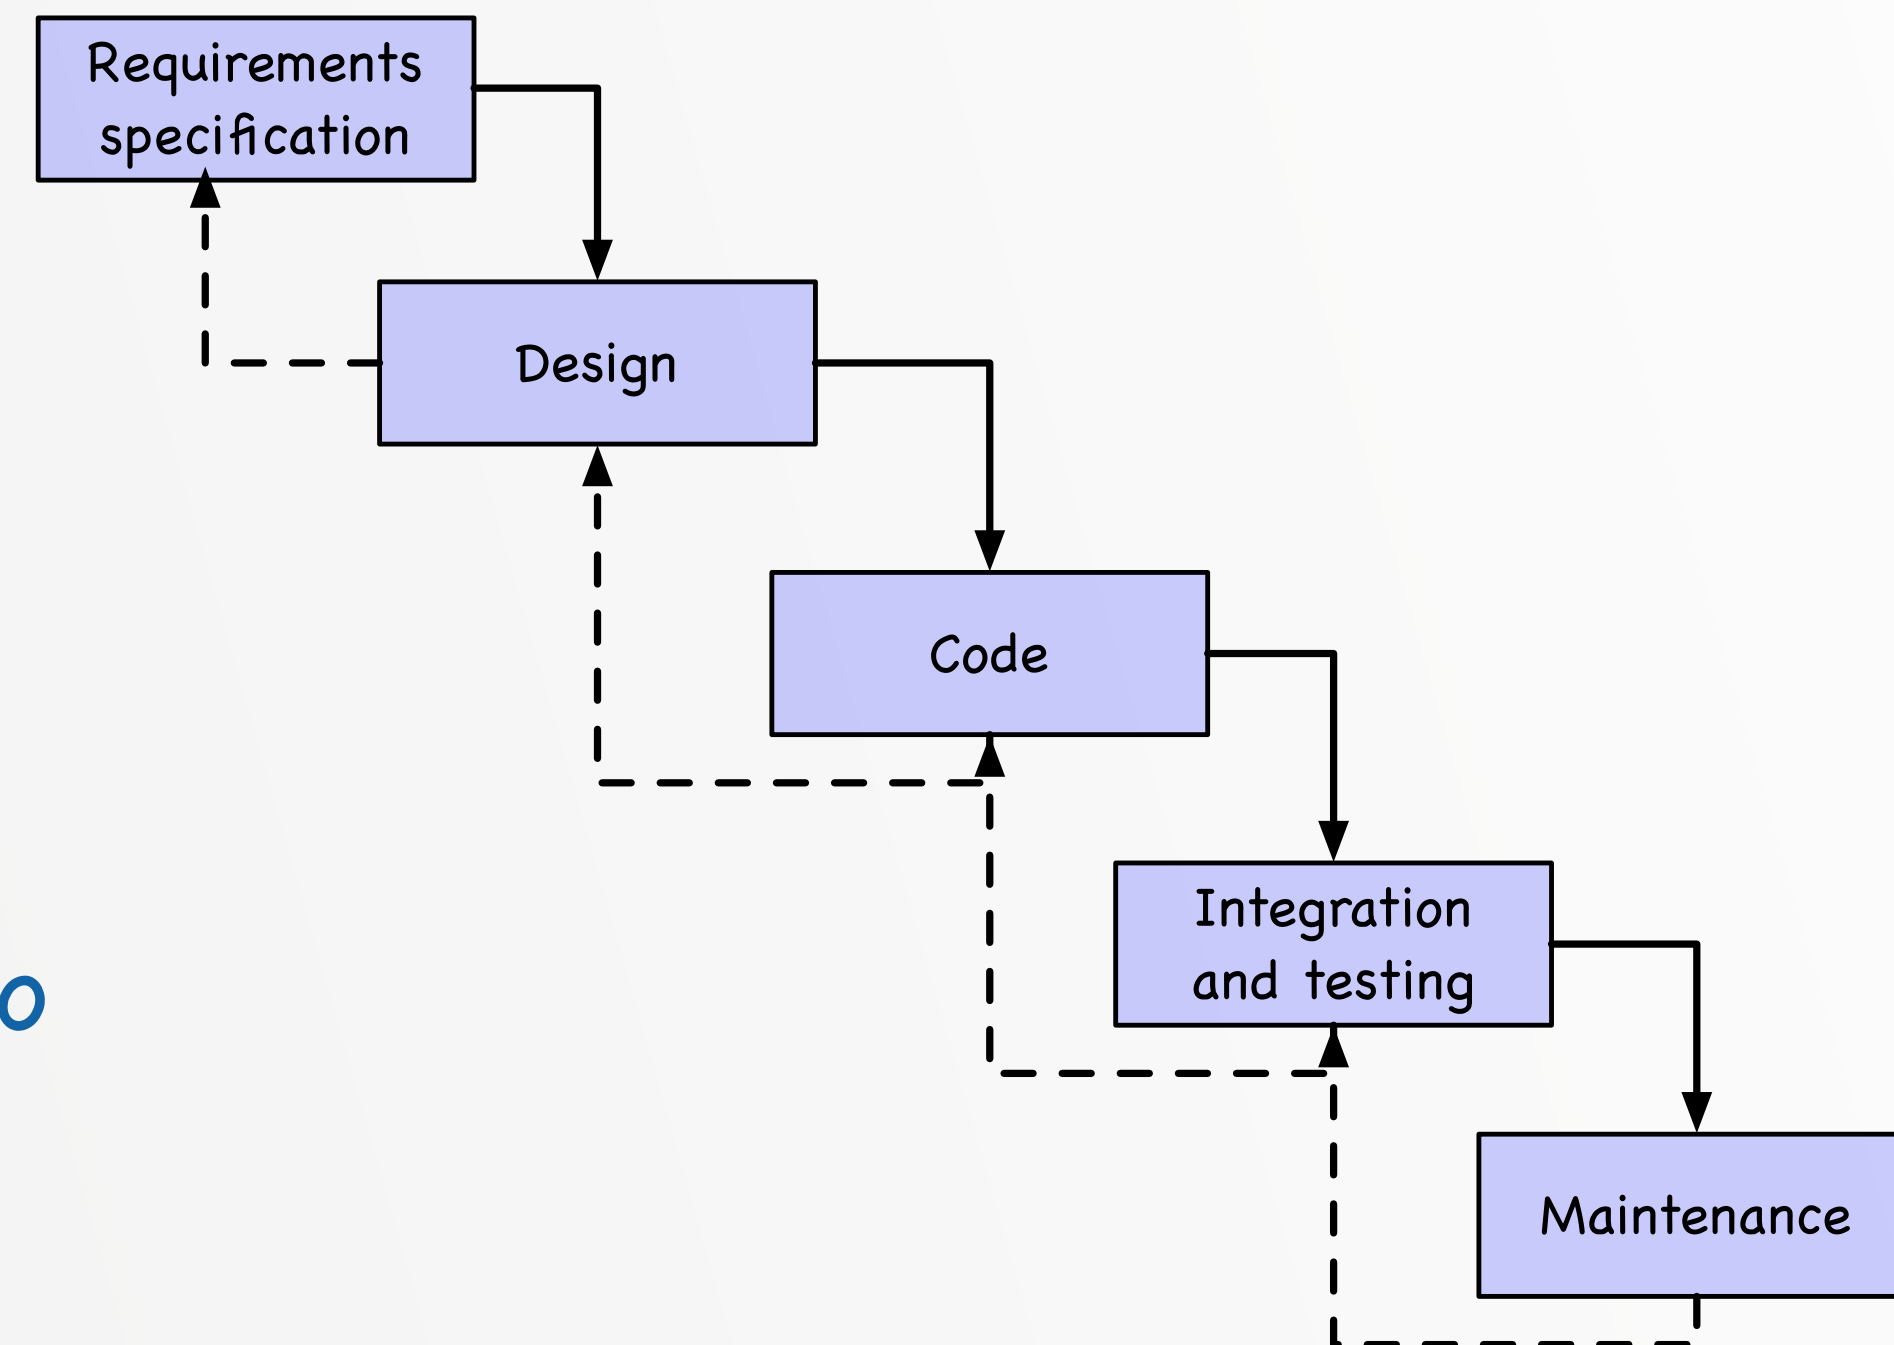 Requirements
specification
Design
Code
Integration
and testing
o
Maintenance